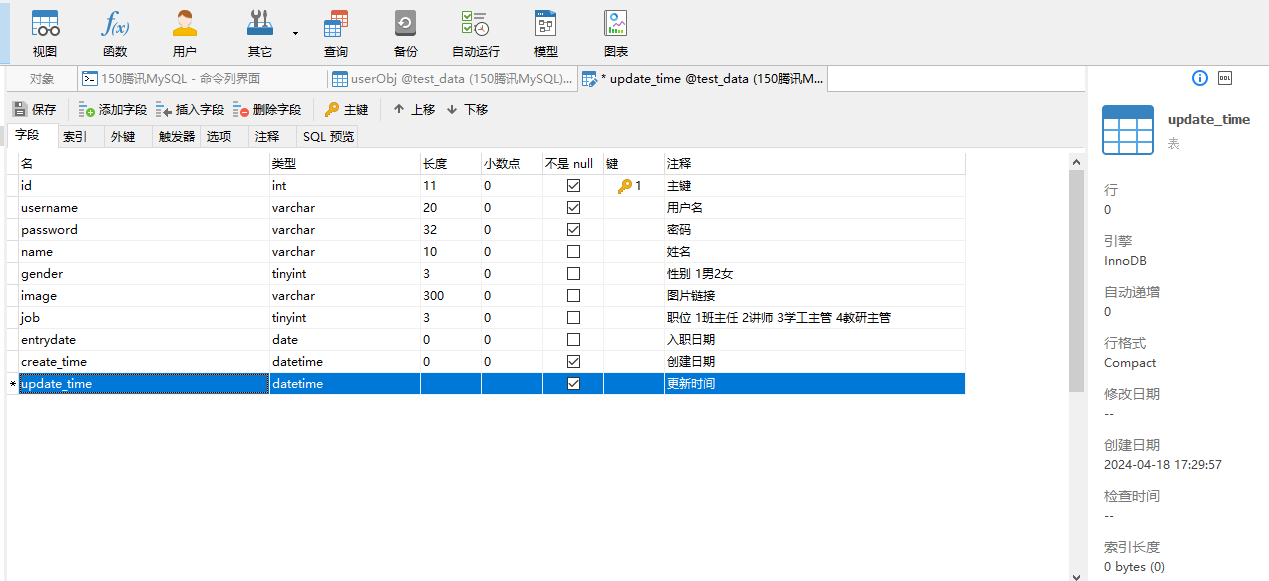 视图 函数 用户 其它 查询 备份 自动运行 模型 图表
对象 150腾讯MySQL - 命令列界面 userObj @test_data (150腾讯MySQL)... * update_time @test_data (150腾讯M...
保存 添加字段 插入字段 删除字段 主键 上移 下移
字段 索引 外键 触发器 选项 注释 SQL 预览
名 类型 长度 小数点 不是 null 键 注释
id int 11 0 1 主键
username varchar 20 0 用户名
password varchar 32 0 密码
name varchar 10 0 姓名
gender tinyint 3 0 性别 1男2女
image varchar 300 0 图片链接
job tinyint 3 0 职位 1班主任 2讲师 3学工主管 4教研主管
entrydate date 0 0 入职日期
create_time datetime 0 0 创建日期
* update_time datetime 更新时间
DDL
update_time
表
行
0
引擎
InnoDB
自动递增
0
行格式
Compact
修改日期
--
创建日期
2024-04-18 17:29:57
检查时间
--
索引长度
0 bytes (0)